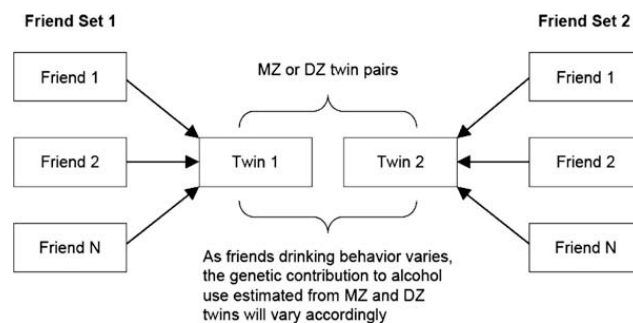 Friend Set 1
Friend Set 2
Friend 1
MZ or DZ twin pairs
Friend 1
Friend 2
Twin 1
Twin 2
Friend 2
Friend N
As friends drinking behavior varies,
the genetic contribution to alcohol
use estimated from MZ and DZ
twins will vary accordingly
Friend N